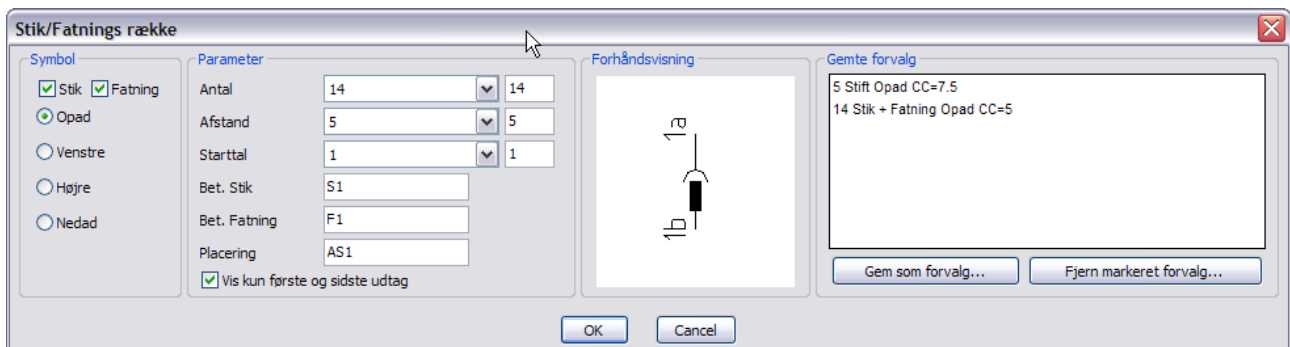 Stik/Fatnings række
Symbol
Stik Fatning
Opad
Venstre
Højre
Nedad
Parameter
Antal 14 14
Afstand 5 5
Starttal 1 1
Bet. Stik S1
Bet. Fatning F1
Placering AS1
Vis kun første og sidste udtag
Forhåndsvisning
1a
1b
Gemte forvalg
5 Stift Opad CC=7.5
14 Stik + Fatning Opad CC=5
Gem som forvalg... Fjern markeret forvalg...
OK Cancel